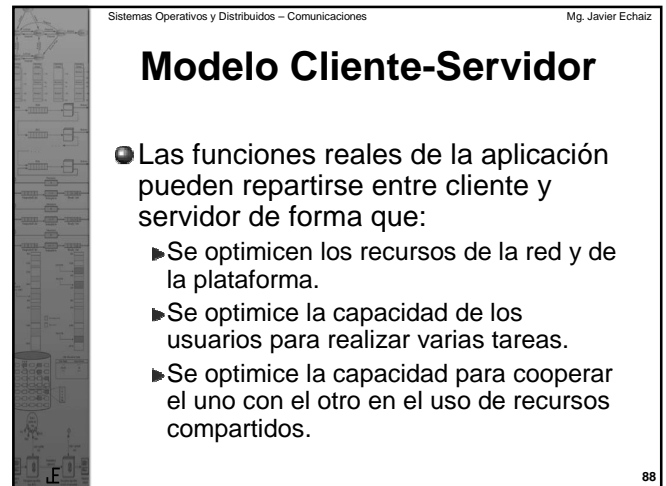 Sistemas Operativos y Distribuidos – Comunicaciones
Mg. Javier Echaiz
Modelo Cliente-Servidor
Las funciones reales de la aplicación
pueden repartirse entre cliente y
servidor de forma que:
Se optimicen los recursos de la red y de
la plataforma.
Se optimice la capacidad de los
usuarios para realizar varias tareas.
Se optimice la capacidad para cooperar
el uno con el otro en el uso de recursos
compartidos.
88